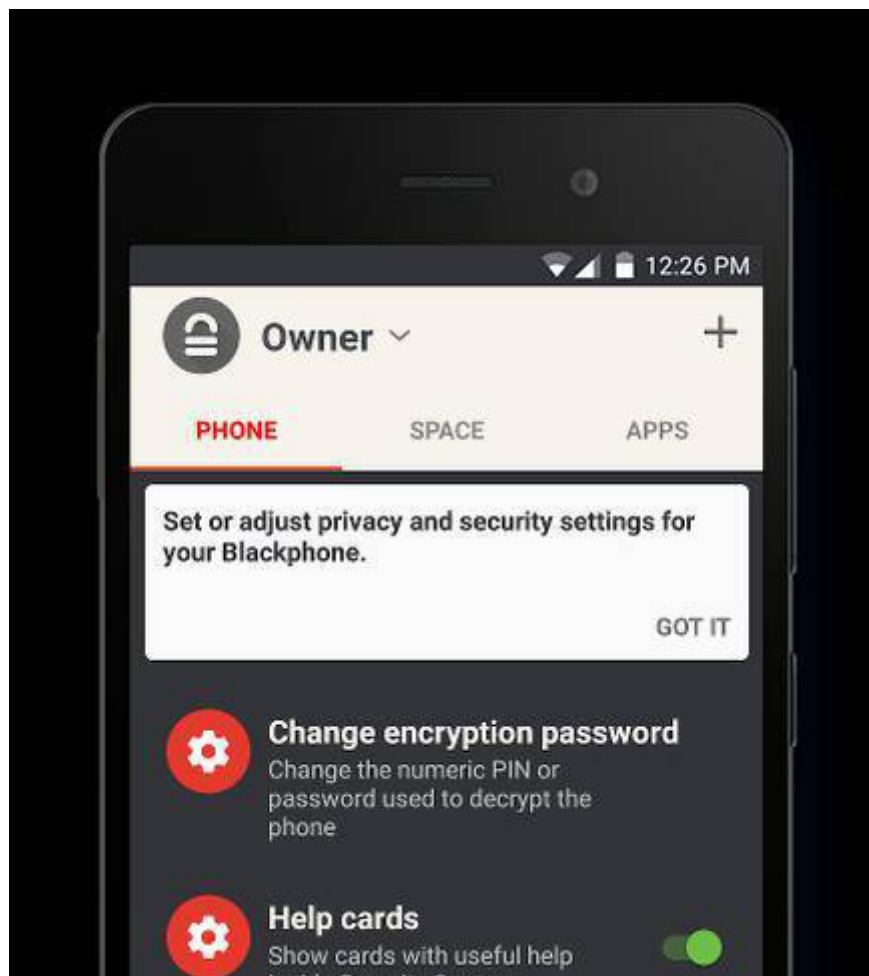 12:26 PM
Owner
PHONE SPACE APPS
Set or adjust privacy and security settings for
your Blackphone.
GOT IT
Change encryption password
Change the numeric PIN or
password used to decrypt the
phone
Help cards
Show cards with useful help